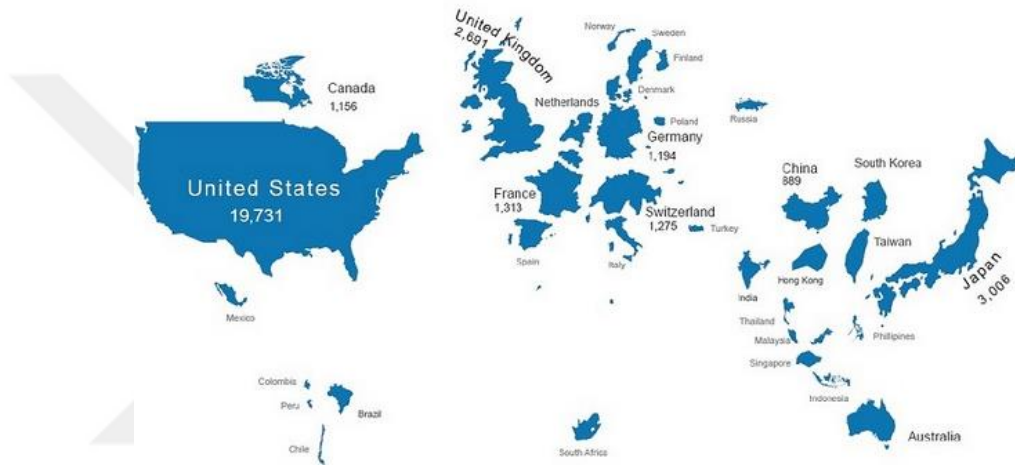 Norway
Sweden
United Kingdom
2,691
Finland
Canada
1,156
Denmark
Netherlands
Russia
Poland
Germany
1,194
China
889
South Korea
United States
19,731
France
1,313
Switzerland
1,275
Turkey
Taiwan
Spain
Italy
Japan
3,006
India
Hong Kong
Mexico
Thailand
Malaysia
Phillipines
Singapore
Colombia
Indonesia
Peru
Brazil
Australia
Chile
South Africa